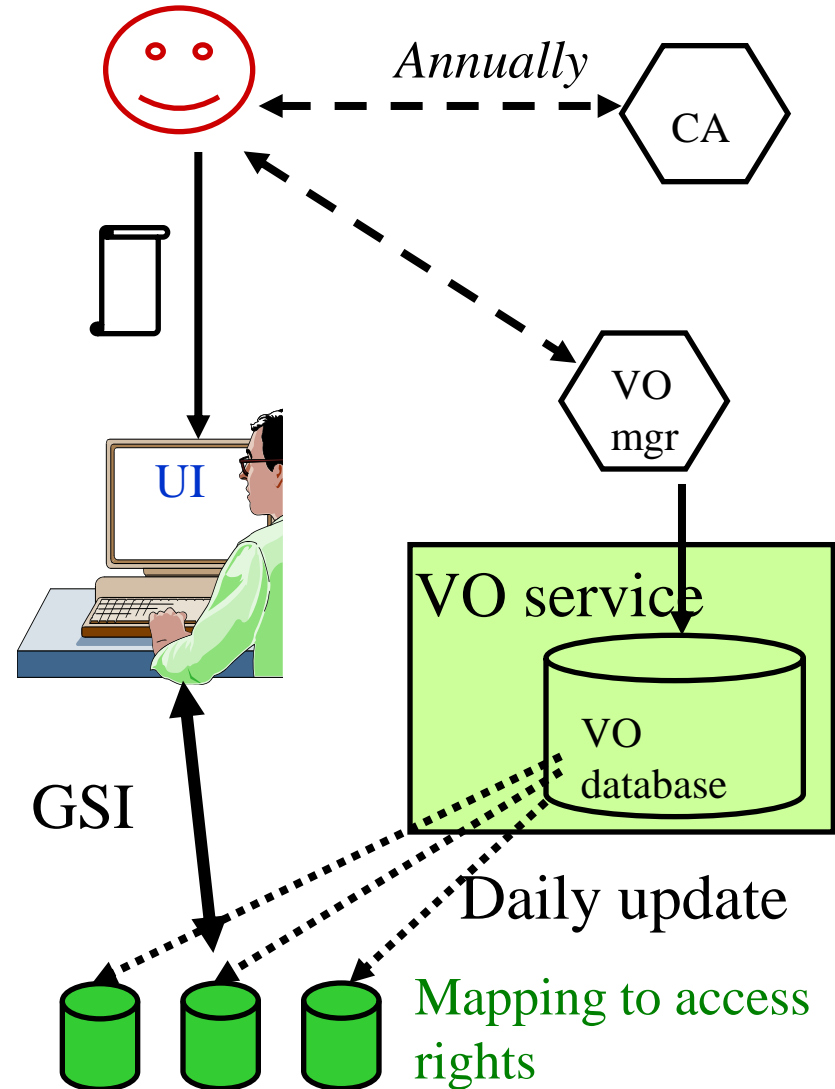 Annually
CA
VO
mgr
UI
VO service
VO
database
GSI
Daily update
Mapping to access
rights